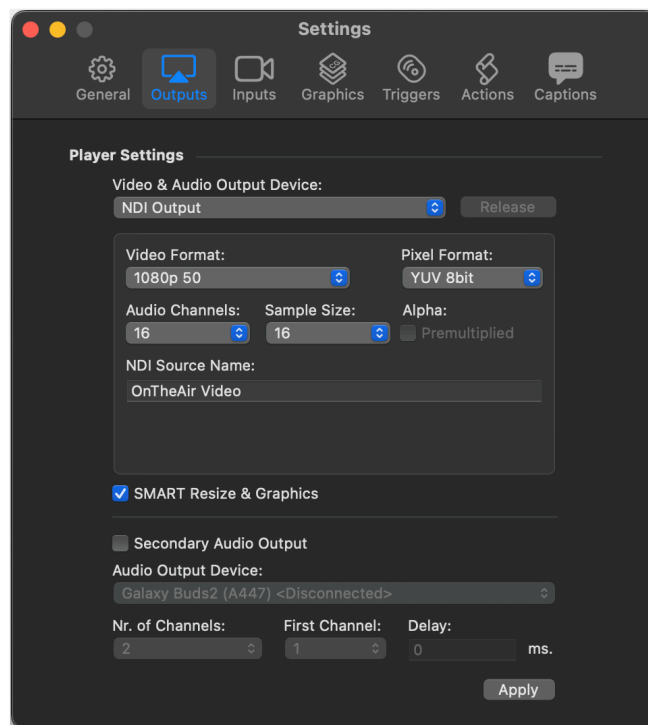 Settings
General Outputs Inputs Graphics Triggers Actions Captions
Player Settings
Video & Audio Output Device:
NDI Output Release
Video Format: Pixel Format:
1080p 50 YUV 8bit
Audio Channels: Sample Size: Alpha:
16 16 Premultiplied
NDI Source Name:
OnTheAir Video
SMART Resize & Graphics
Secondary Audio Output
Audio Output Device:
Galaxy Buds2 (A447) <Disconnected>
Nr. of Channels: First Channel: Delay:
2 1 0 ms.
Apply